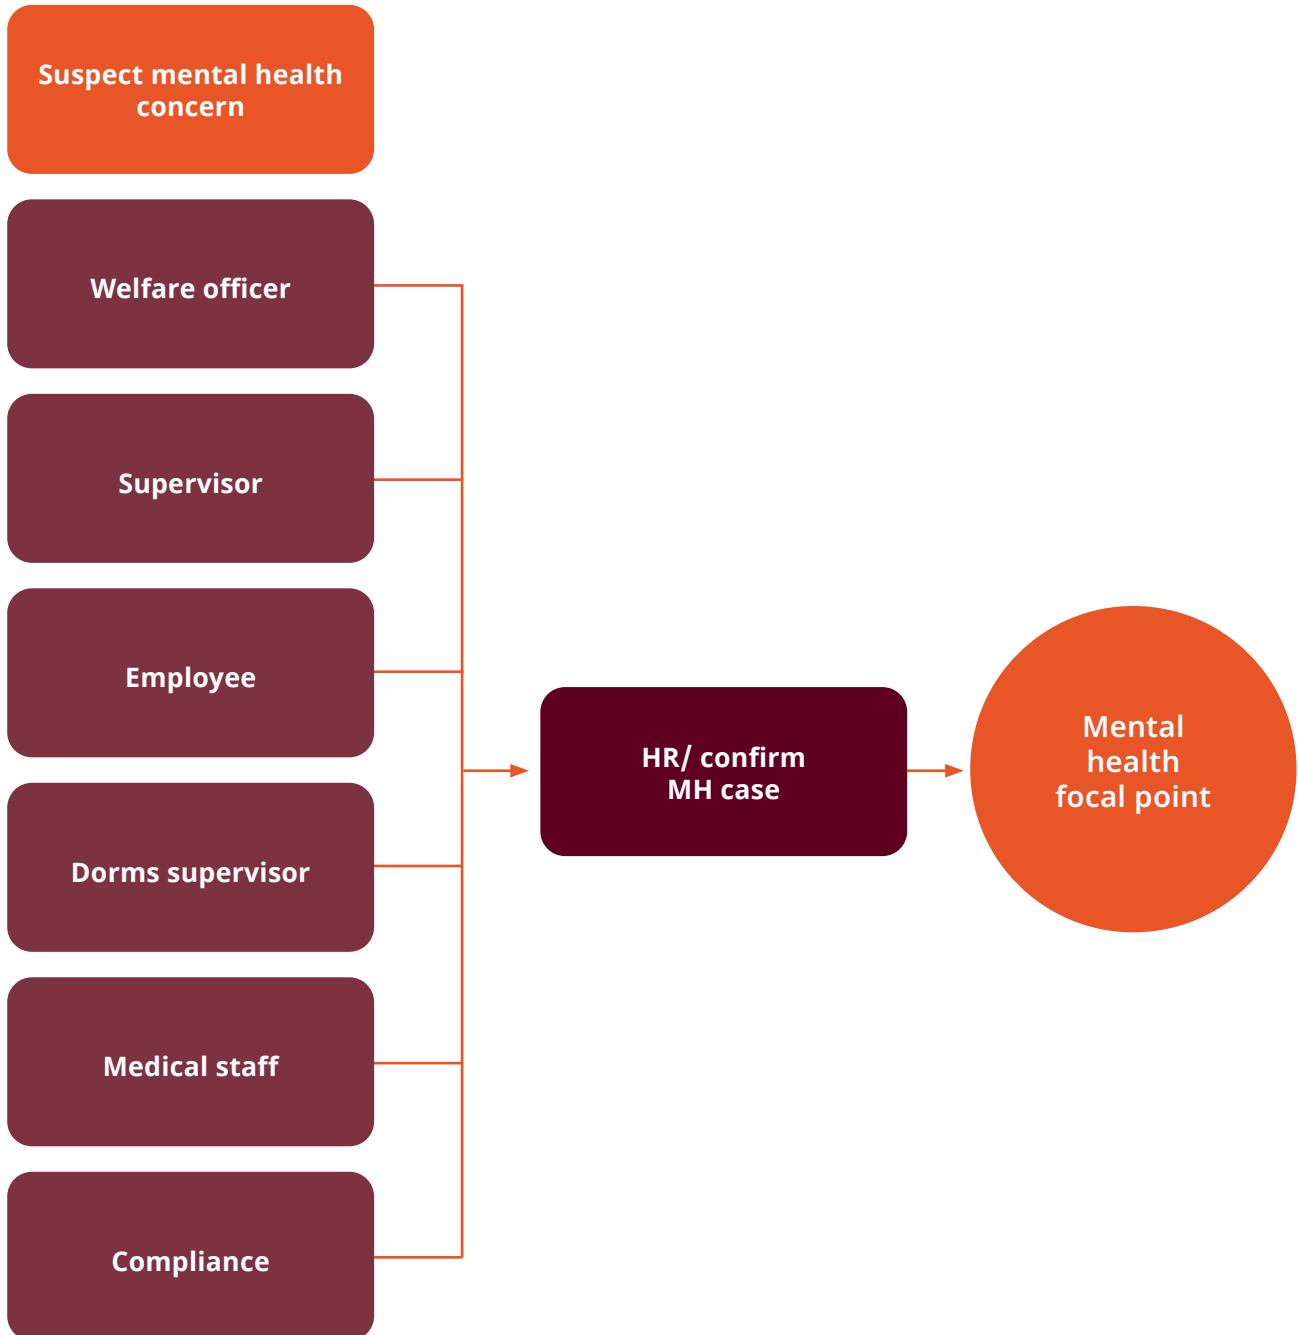 Suspect mental health
concern
Welfare officer
Supervisor
Employee
Dorms supervisor
Medical staff
Compliance
HR/ confirm
MH case
Mental
health
focal point